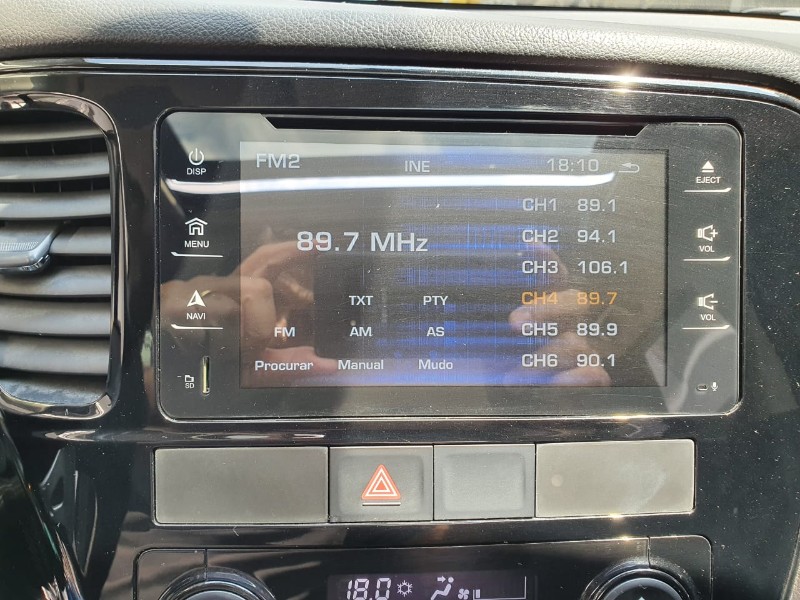 DISP
FM2 INE 18:10
EJECT
CH1 89.1
MENU
89.7 MHz
CH2 94.1
VOL
CH3 106.1
NAVI
TXT PTY
CH4 89.7
VOL
FM AM AS
CH5 89.9
Procurar Manual Mudo
CH6 90.1
SD
18.0